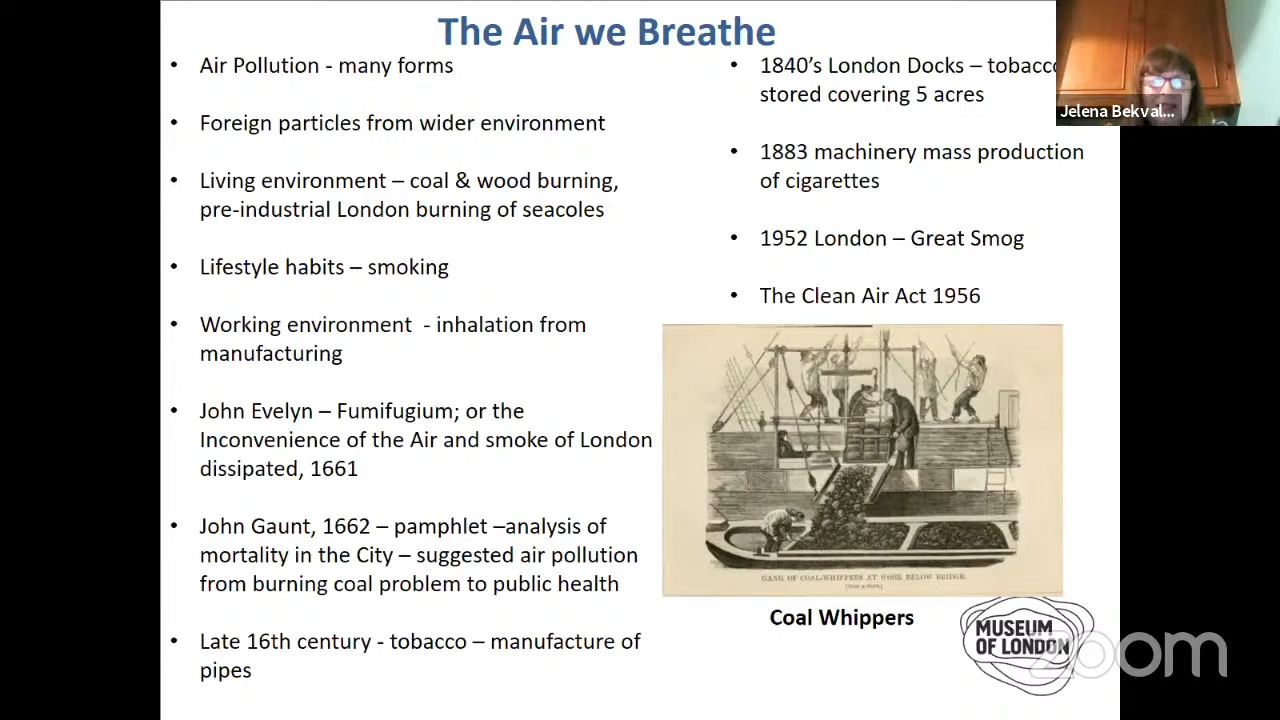 The Air we Breathe
• Air Pollution - many forms
• Foreign particles from wider environment
• Living environment – coal & wood burning,
pre-industrial London burning of seacoles
• Lifestyle habits – smoking
• Working environment  - inhalation from
manufacturing
• John Evelyn – Fumifugium; or the
Inconvenience of the Air and smoke of London
dissipated, 1661
• John Gaunt, 1662 – pamphlet –analysis of
mortality in the City – suggested air pollution
from burning coal problem to public health
• Late 16th century - tobacco – manufacture of
pipes
• 1840’s London Docks – tobacco
stored covering 5 acres
• 1883 machinery mass production
of cigarettes
• 1952 London – Great Smog
• The Clean Air Act 1956
GANG OF COAL-WHIPPERS AT WORK BELOW BRIDGE.
Coal Whippers
MUSEUM
OF LONDON
zoom
Jelena Bekval...